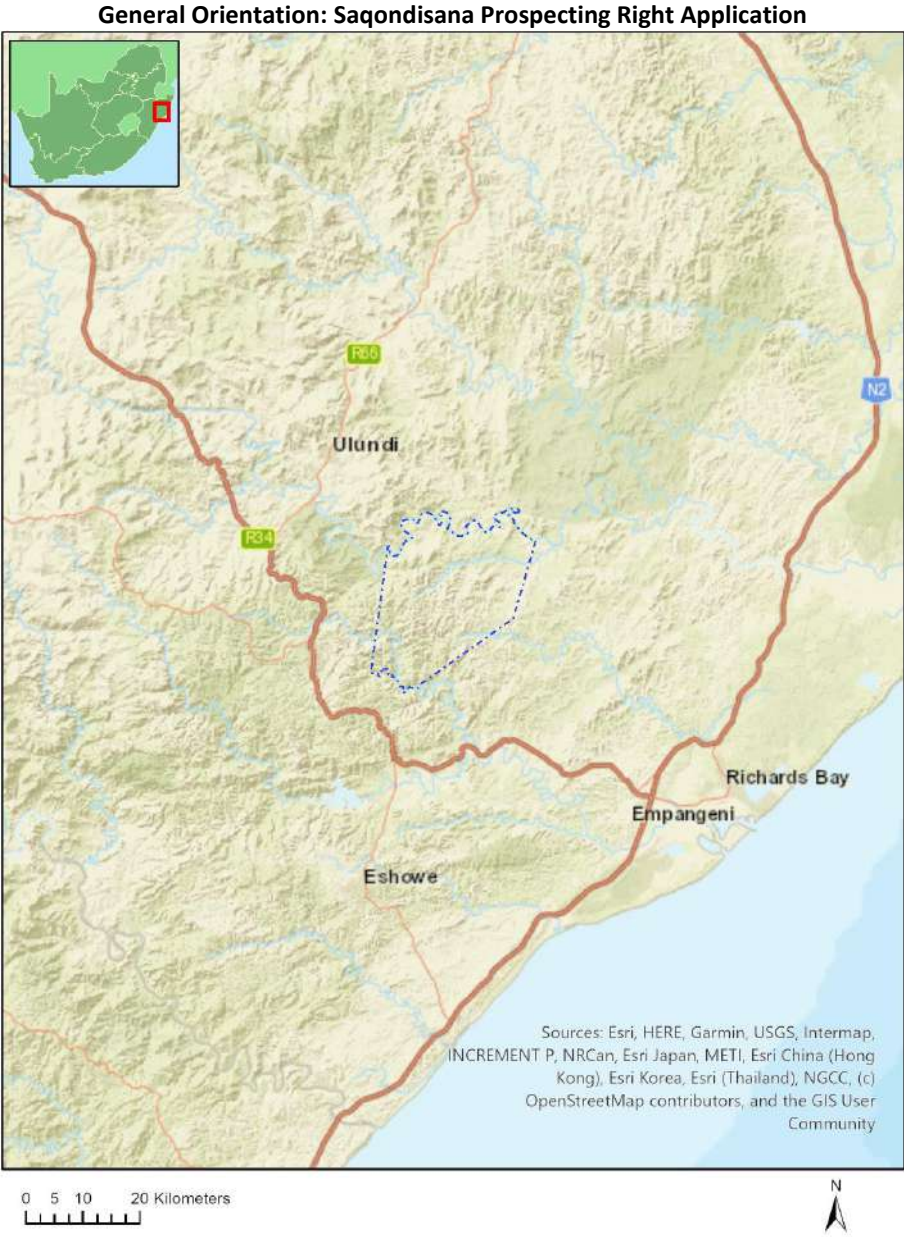 General Orientation: Saqondisana Prospecting Right Application
R66
N2
Ulundi
R34
Richards Bay
Empangeni
Eshowe
Sources: Esri, HERE, Garmin, USGS, Intermap,
INCREMENT P, NRCan, Esri Japan, METI, Esri China (Hong
Kong), Esri Korea, Esri (Thailand), NGCC, (c)
OpenStreetMap contributors, and the GIS User
Community
0 5 10 20 Kilometers
N